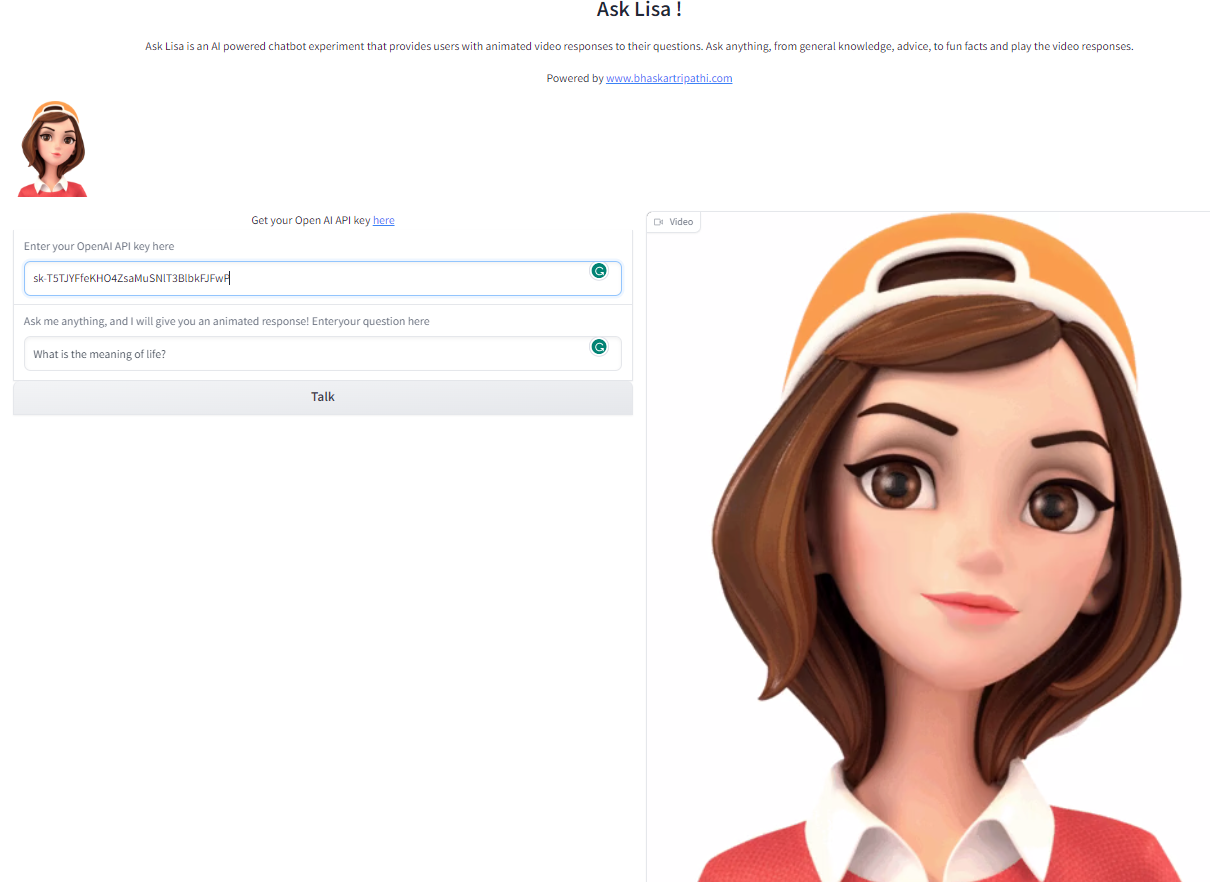 Ask Lisa !
Ask Lisa is an AI powered chatbot experiment that provides users with animated video responses to their questions. Ask anything, from general knowledge, advice, to fun facts and play the video responses.
Powered by www.bhaskartripathi.com
Get your Open AI API key here
Enter your OpenAI API key here
sk-T5TJYFfeKHO4ZsaMuSNlT3BlbkFJFwF
Ask me anything, and I will give you an animated response! Enteryour question here
What is the meaning of life?
Talk
Video